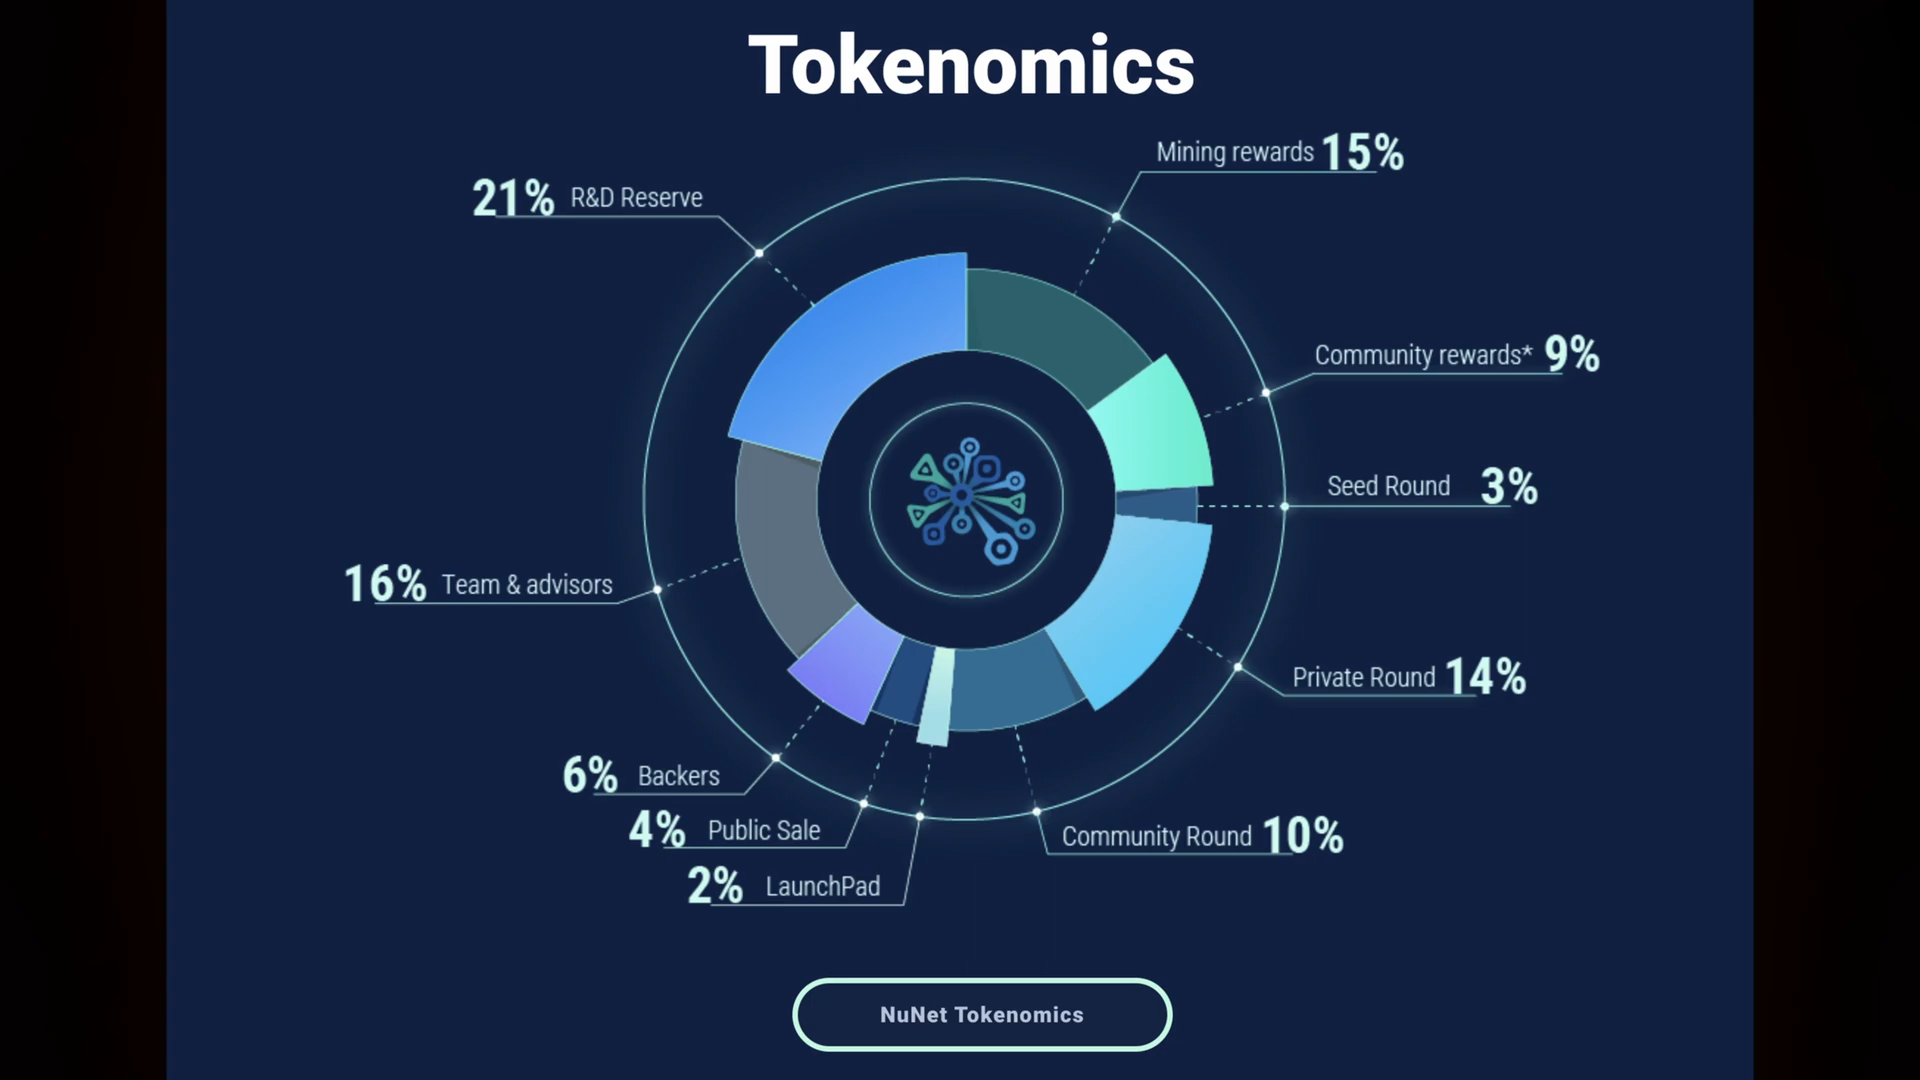 Tokenomics
Mining rewards 15%
21% R&D Reserve
Community rewards* 9%
Seed Round 3%
16% Team & advisors
Private Round 14%
6% Backers
4% Public Sale
Community Round 10%
2% LaunchPad
NuNet Tokenomics